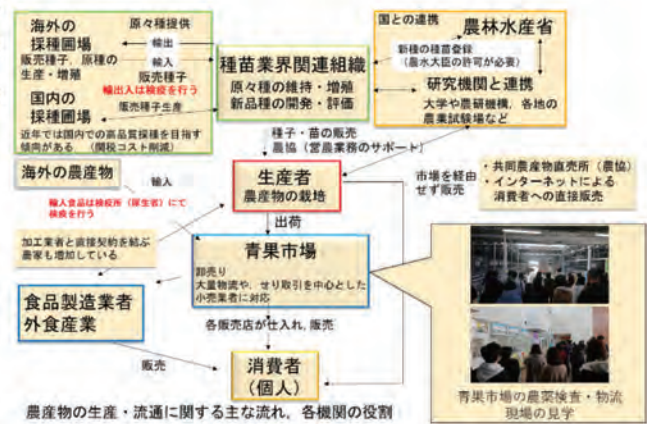 海外の
採種圃場
販売種子、原種の
生産・増殖
国内の
採種圃場
近年では国内での高品質採種を目指す
傾向がある （関税コスト削減）
原々種提供
輸出
輸入
販売種子
輸出入は検疫を行う
販売種子生産
種苗業界関連組織
原々種の維持・増殖
新品種の開発・評価
国との連携
農林水産省
新種の種苗登録
（農水大臣の許可が必要）
研究機関と連携
大学や農研機構，各地の
農業試験場など
種子・苗の販売
農協（営農業務のサポート）
海外の農産物
輸入
輸入食品は検疫所（厚生省）にて
検疫を行う
生産者
農産物の栽培
市場を経由
せず販売
・共同農産物直売所（農協）
・インターネットによる
消費者への直接販売
加工業者と直接契約を結ぶ
農家も増加している
出荷
青果市場
卸売り
大量物流や，せり取引を中心とした
小売業者に対応
食品製造業者
外食産業
各販売店が仕入れ，販売
販売
消費者
（個人）
青果市場の農薬検査・物流
現場の見学
農産物の生産・流通に関する主な流れ，各機関の役割